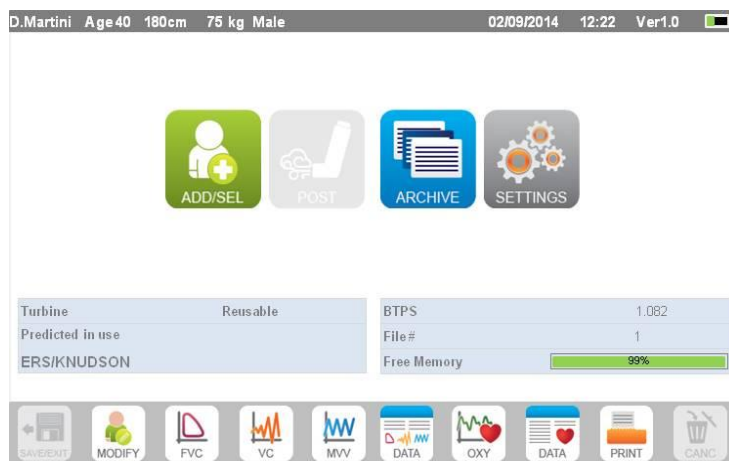 D.Martini Age40 180cm 75 kg Male 02/09/2014 12:22 Ver1.0
ADD/SEL POST ARCHIVE SETTINGS
Turbine Reusable BTPS 1.082
Predicted in use File# 1
ERS/KNUDSON Free Memory 99%
SAVE/EXIT MODIFY FVC VC MVV DATA OXY DATA PRINT CANC